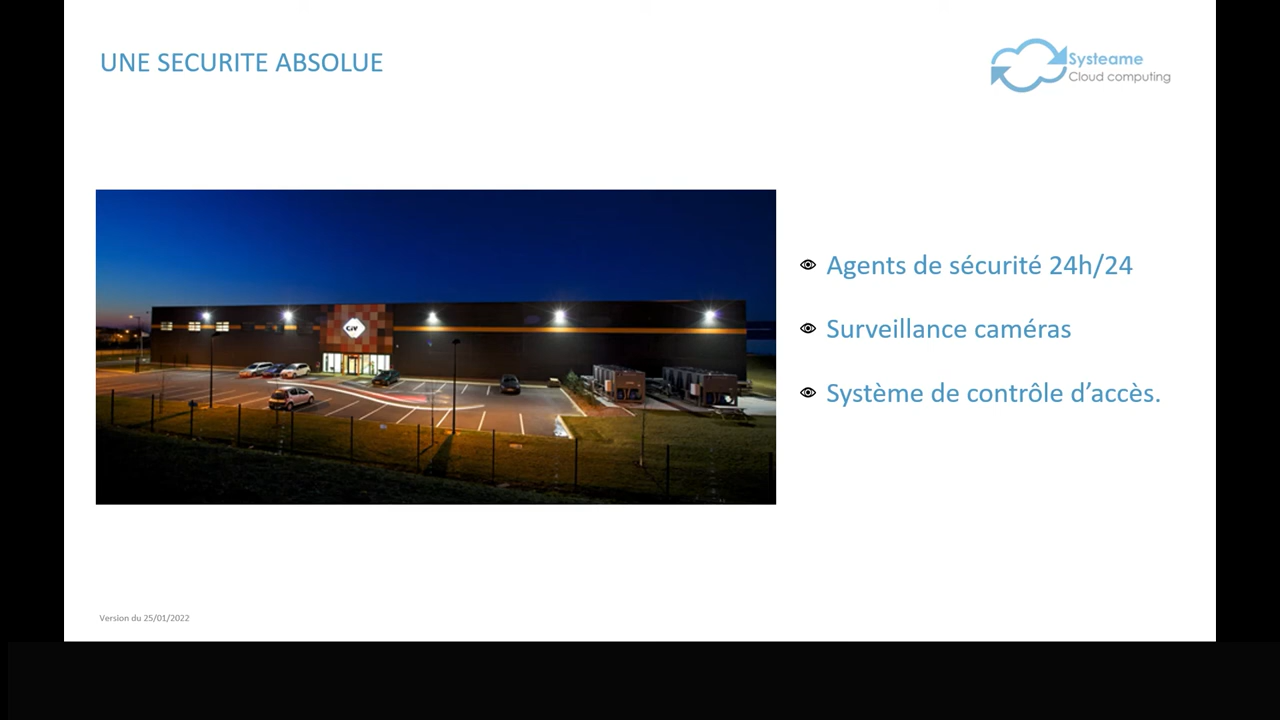 UNE SECURITE ABSOLUE
Systeame
Cloud computing
CIV
Agents de sécurité 24h/24
Surveillance caméras
Système de contrôle d’accès.
Version du 25/01/2022